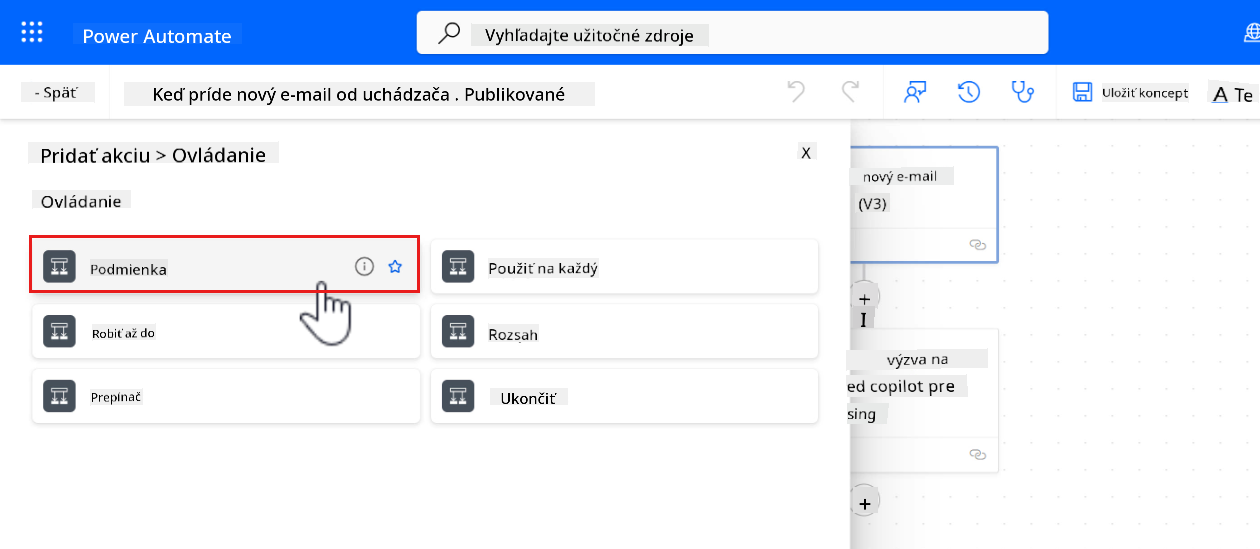 Power Automate
Vyhľadajte užitočné zdroje
- Späť
Keď príde nový e-mail od uchádzača . Publikované
Uložiť koncept
A Te
Pridať akciu > Ovládanie
X
Ovládanie
Podmienka
Použiť na každý
Robiť až do
Rozsah
Prepínač
Ukončiť
nový e-mail
(V3)
+
I
výzva na
ed copilot pre
sing
+